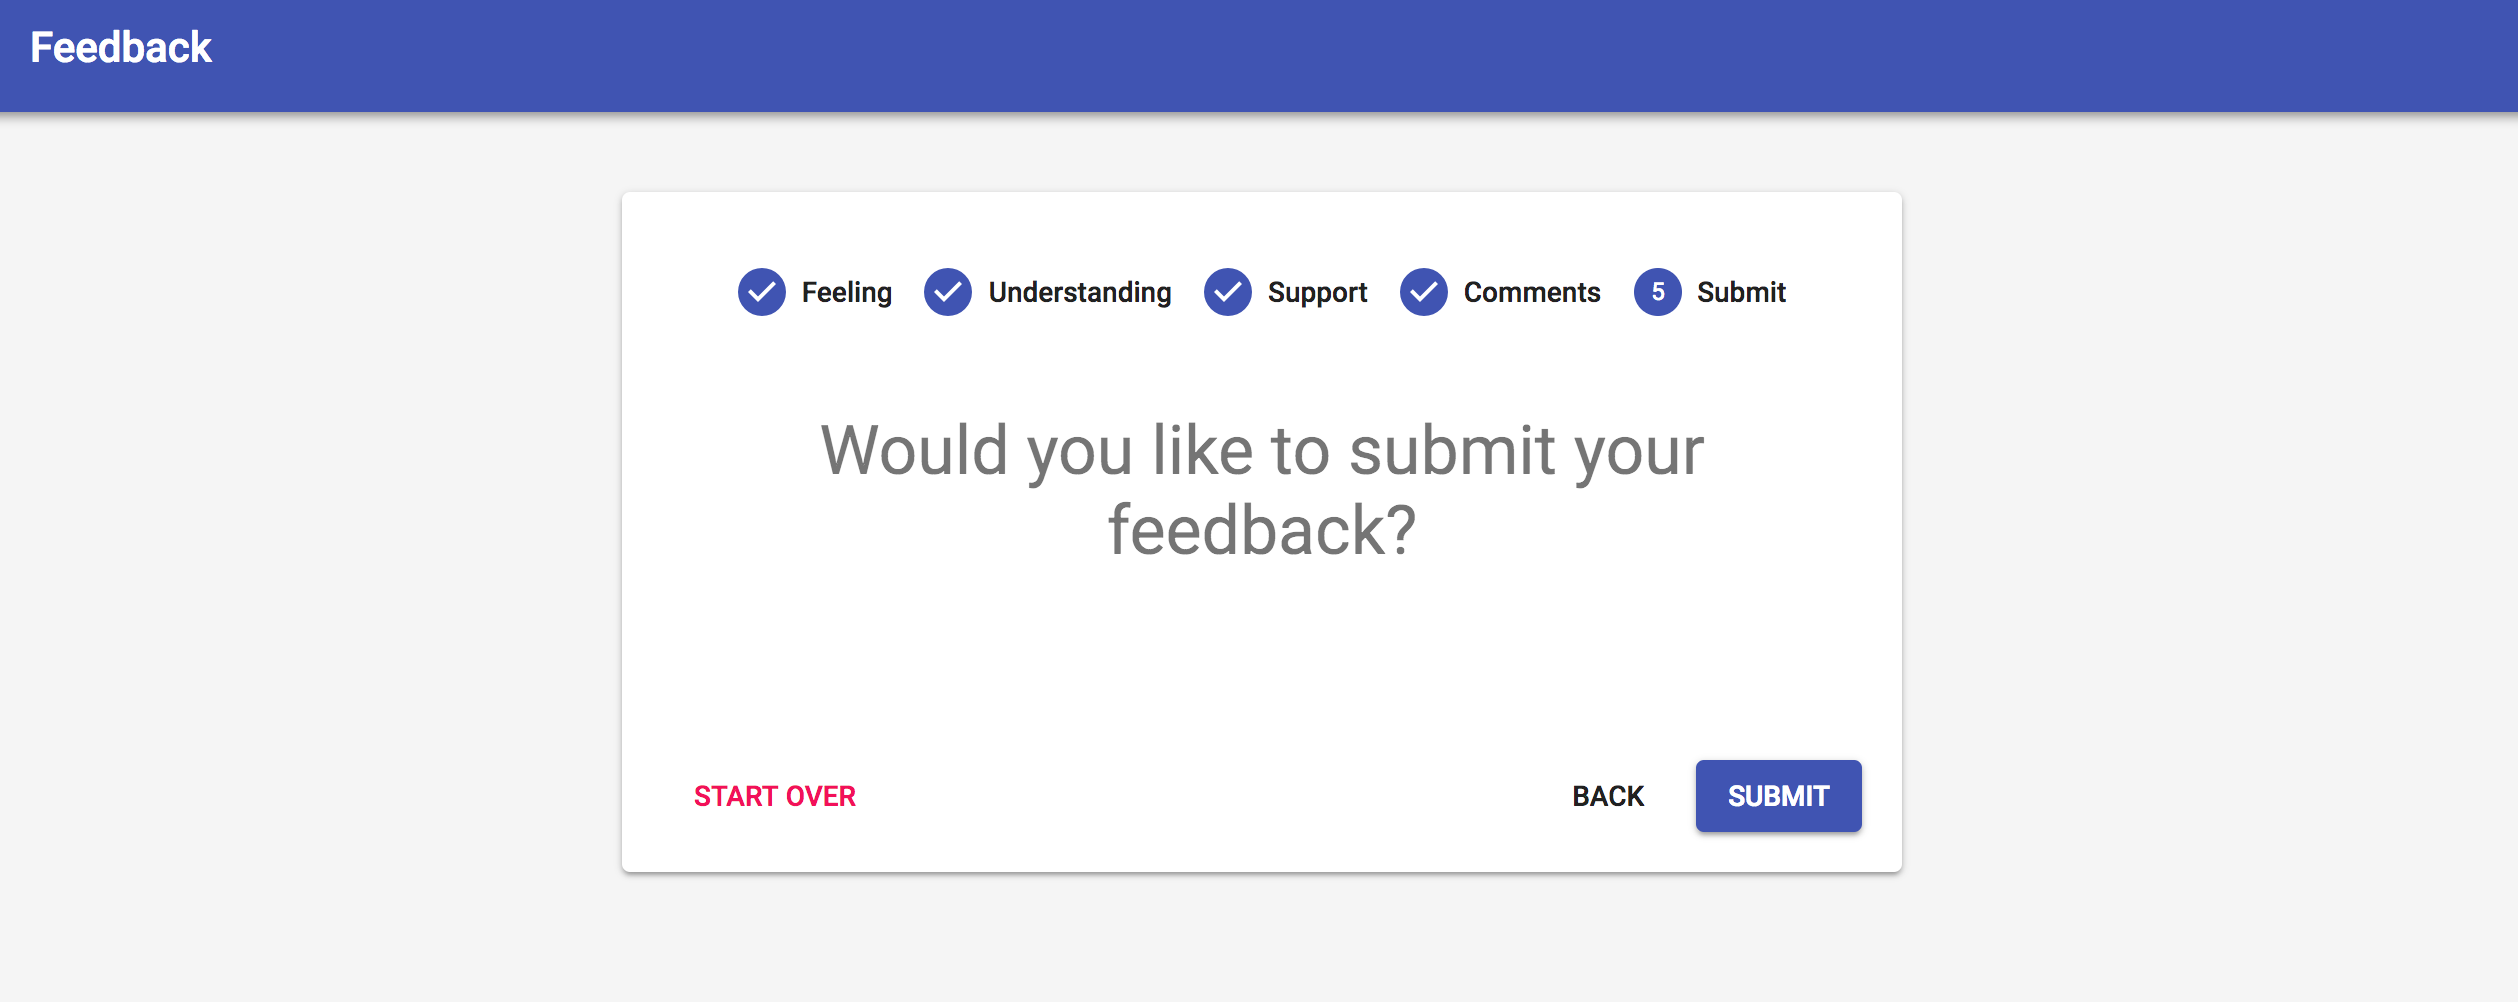 Feedback
Feeling Understanding Support Comments 5 Submit
Would you like to submit your
feedback?
START OVER BACK SUBMIT